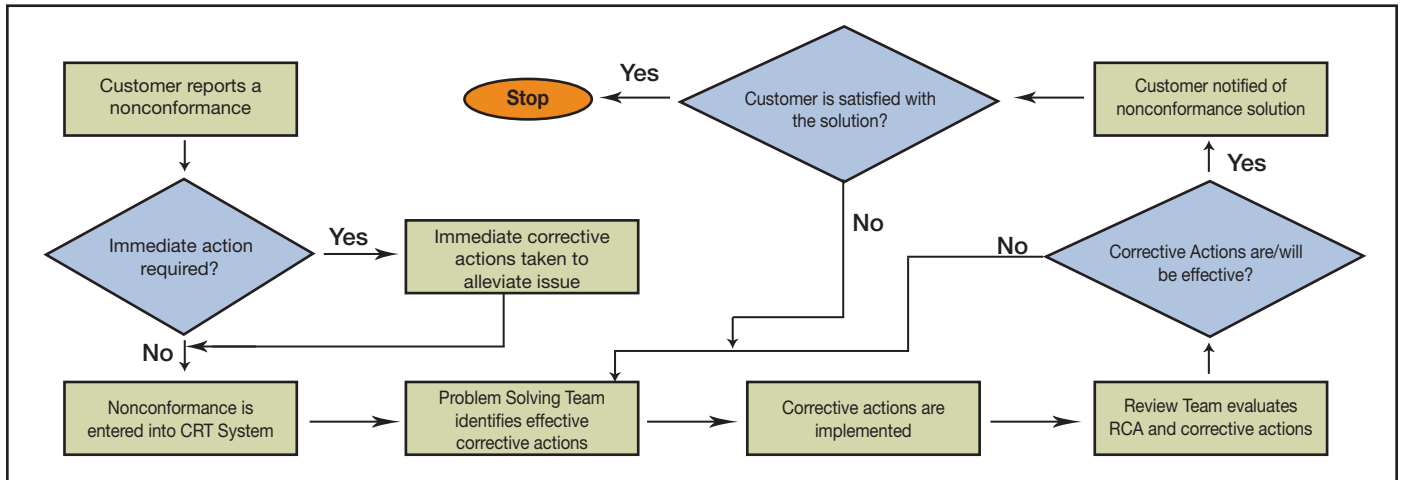 Customer reports a
nonconformance
Immediate action
required?
Yes
Immediate corrective
actions taken to
alleviate issue
No
Nonconformance is
entered into CRT System
Problem Solving Team
identifies effective
corrective actions
Corrective actions are
implemented
Review Team evaluates
RCA and corrective actions
Corrective Actions are/will
be effective?
No
Yes
Customer notified of
nonconformance solution
Customer is satisfied with
the solution?
No
Yes
Stop